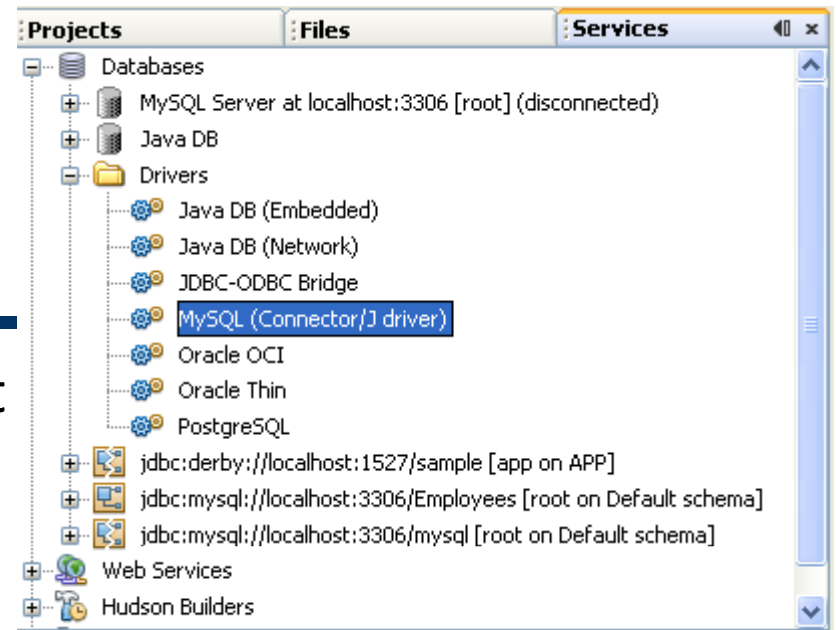 Projects
Files
Services
Databases
MySQL Server at localhost:3306 [root] (disconnected)
Java DB
Drivers
Java DB (Embedded)
Java DB (Network)
JDBC-ODBC Bridge
MySQL (Connector/J driver)
Oracle OCI
t
Oracle Thin
PostgreSQL
jdbc:derby://localhost:1527/sample [app on APP]
jdbc:mysql://localhost:3306/Employees [root on Default schema]
jdbc:mysql://localhost:3306/mysql [root on Default schema]
Web Services
Hudson Builders